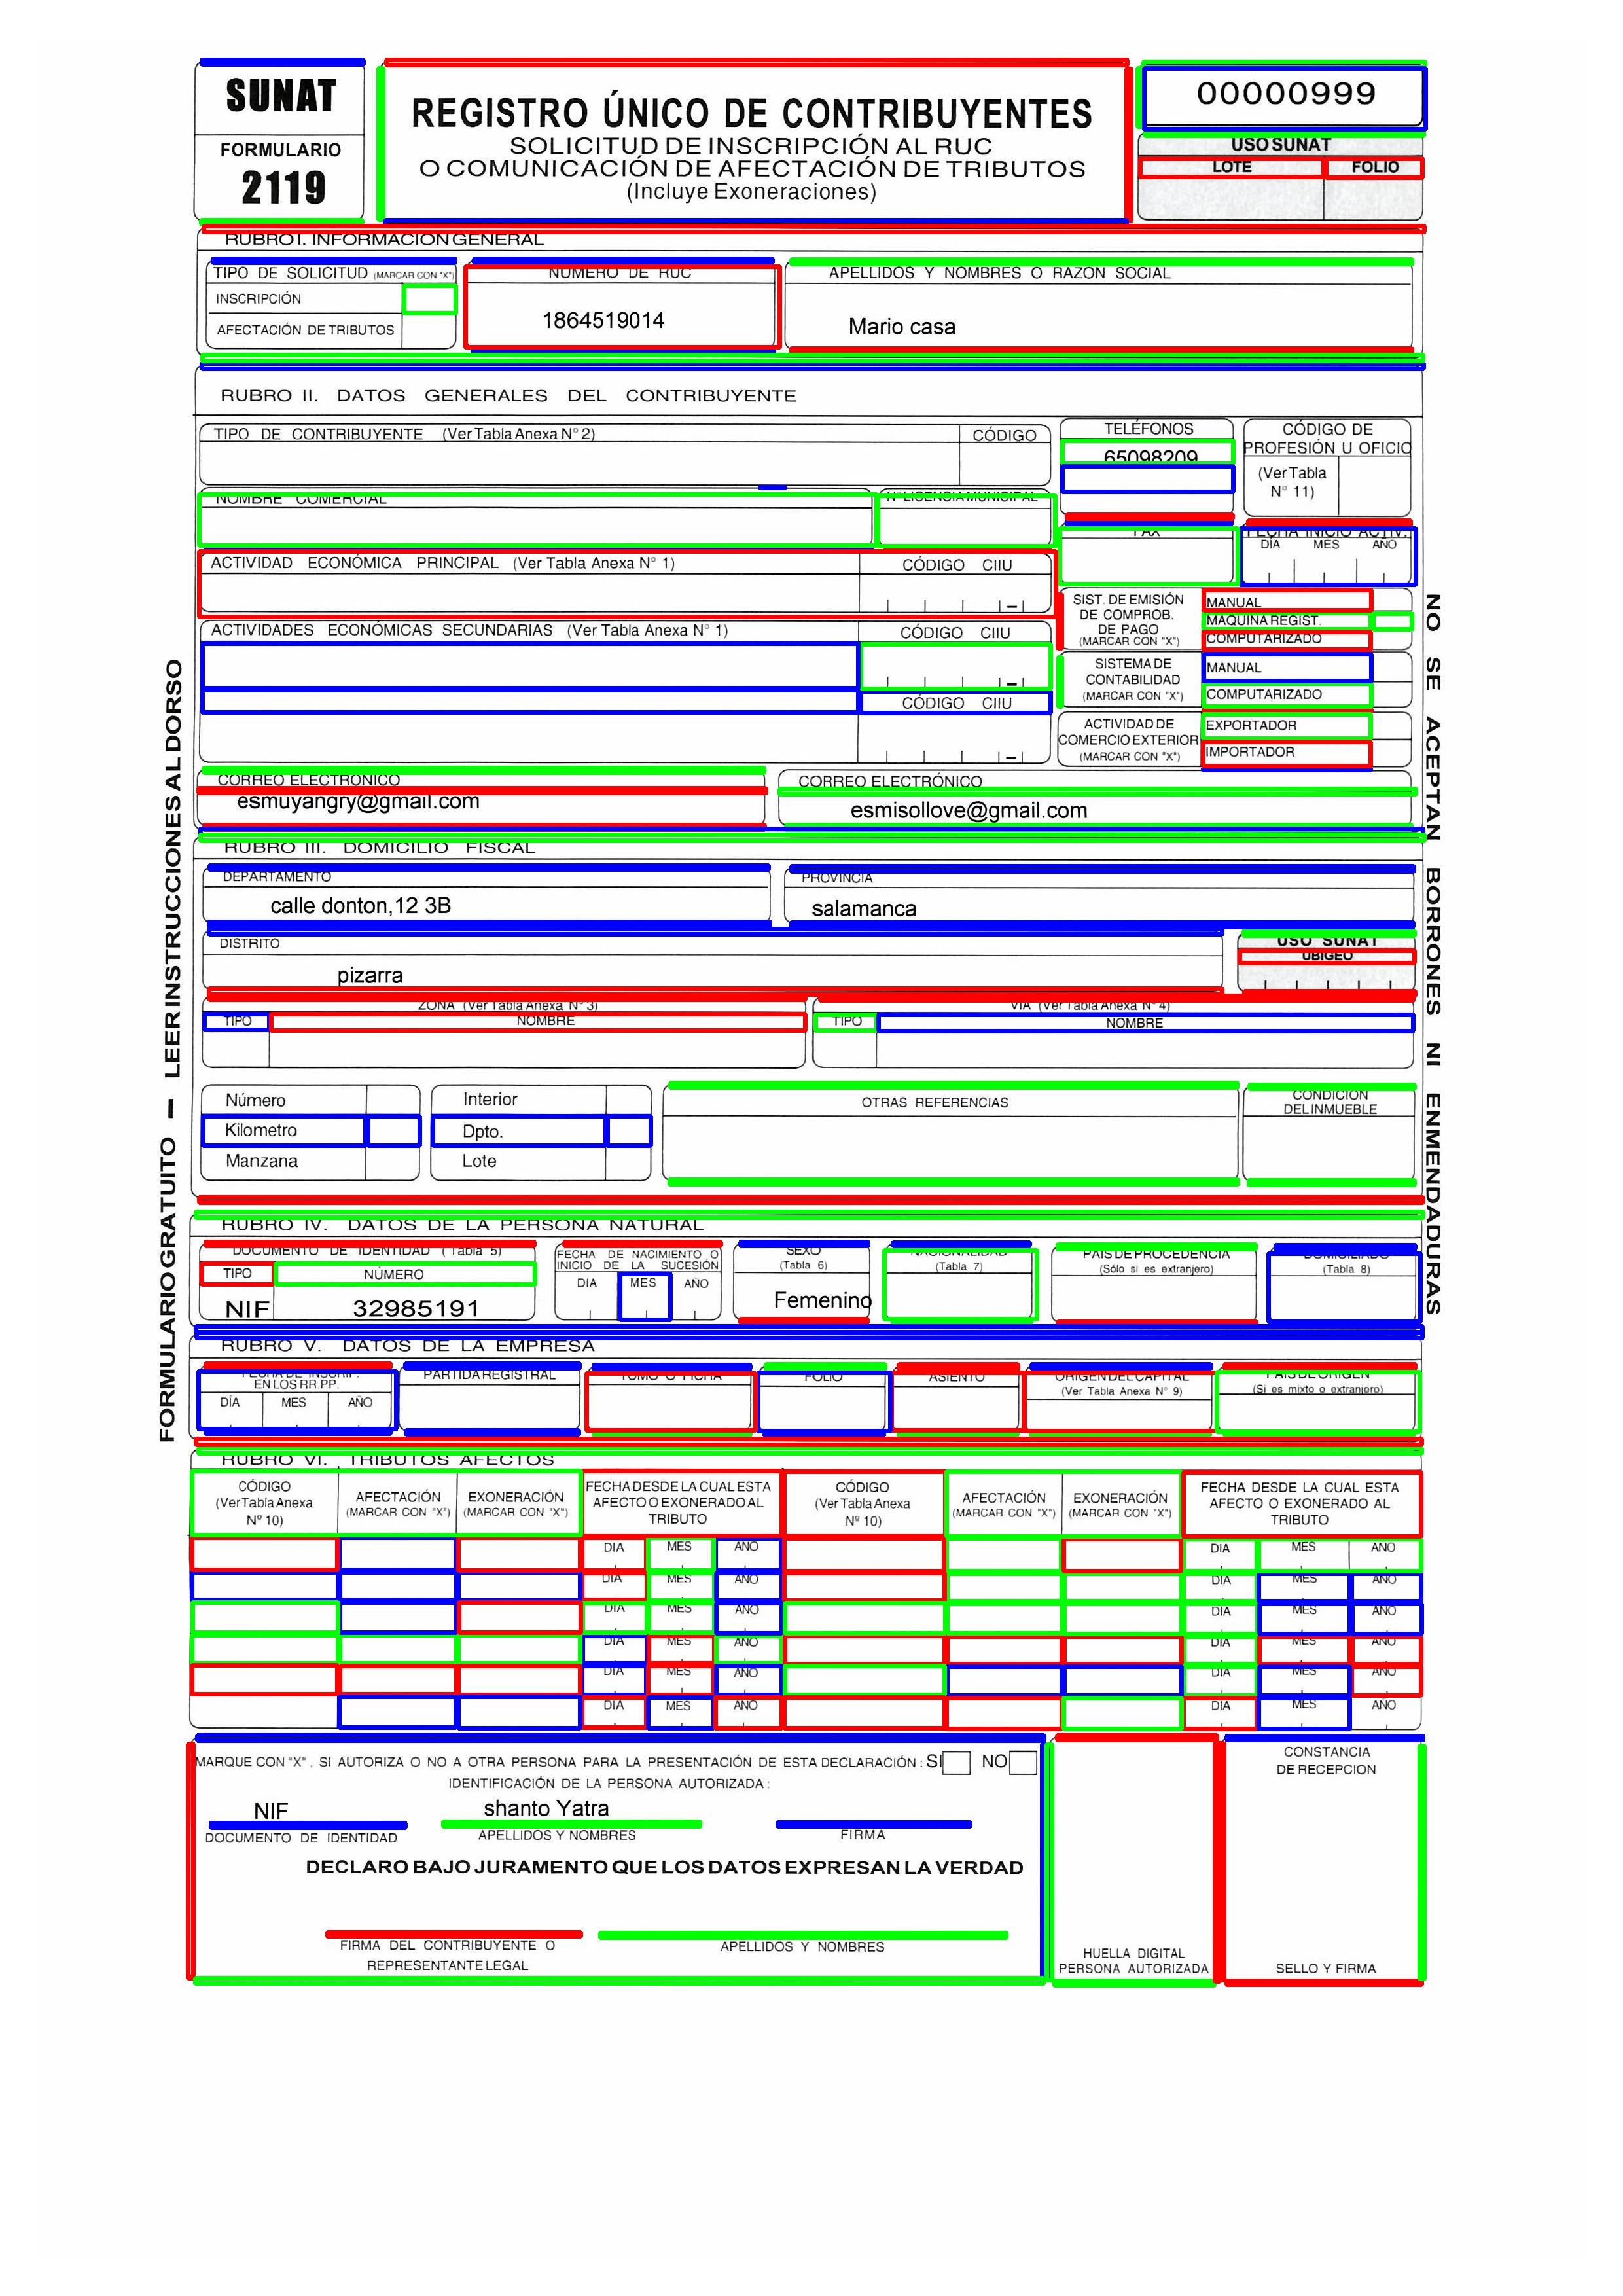 SUNAT
FORMULARIO
2119
REGISTRO ÚNICO DE CONTRIBUYENTES
SOLICITUD DE INSCRIPCIÓN AL RUC
O COMUNICACIÓN DE AFECTACIÓN DE TRIBUTOS
(Incluye Exoneraciones)
00000999
USO SUNAT
LOTE FOLIO
RUBRO I. INFORMACION GENERAL
TIPO DE SOLICITUD (MARCAR CON "X")
INSCRIPCIÓN
AFECTACIÓN DE TRIBUTOS
NUMERO DE RUC
1864519014
APELLIDOS Y NOMBRES O RAZON SOCIAL
Mario casa
RUBRO II. DATOS GENERALES DEL CONTRIBUYENTE
TIPO DE CONTRIBUYENTE (Ver Tabla Anexa N° 2) CÓDIGO
TELÉFONOS
65098209
CÓDIGO DE
PROFESIÓN U OFICIO
(Ver Tabla
N° 11)
NOMBRE COMERCIAL
N° LICENCIA MUNICIPAL
FAX
FECHA INICIO ACTIV.
DIA MES AÑO
ACTIVIDAD ECONÓMICA PRINCIPAL (Ver Tabla Anexa N° 1) CÓDIGO CIIU
ACTIVIDADES ECONÓMICAS SECUNDARIAS (Ver Tabla Anexa N° 1) CÓDIGO CIIU
CÓDIGO CIIU
SIST. DE EMISIÓN
DE COMPROB.
DE PAGO
(MARCAR CON "X")
MANUAL
MAQUINA REGIST.
COMPUTARIZADO
SISTEMA DE
CONTABILIDAD
(MARCAR CON "X")
MANUAL
COMPUTARIZADO
ACTIVIDAD DE
COMERCIO EXTERIOR
(MARCAR CON "X")
EXPORTADOR
IMPORTADOR
CORREO ELECTRONICO
esmuyangry@gmail.com
CORREO ELECTRÓNICO
esmisollove@gmail.com
RUBRO III. DOMICILIO FISCAL
DEPARTAMENTO
calle donton,12 3B
PROVINCIA
salamanca
DISTRITO
pizarra
USO SUNAT
UBIGEO
ZONA (Ver Tabla Anexa N° 3)
TIPO NOMBRE
VIA (Ver Tabla Anexa N° 4)
TIPO NOMBRE
Número
Kilometro
Manzana
Interior
Dpto.
Lote
OTRAS REFERENCIAS
CONDICION
DEL INMUEBLE
RUBRO IV. DATOS DE LA PERSONA NATURAL
DOCUMENTO DE IDENTIDAD (Tabla 5)
TIPO NÚMERO
NIF 32985191
FECHA DE NACIMIENTO O
INICIO DE LA SUCESIÓN
DIA MES AÑO
SEXO
(Tabla 6)
Femenino
NACIONALIDAD
(Tabla 7)
PAIS DE PROCEDENCIA
(Sólo si es extranjero)
DOMICILIADO
(Tabla 8)
RUBRO V. DATOS DE LA EMPRESA
FECHA DE INSCRIP.
EN LOS RR.PP.
DÍA MES AÑO
PARTIDA REGISTRAL
TOMO O FICHA
FOLIO
ASIENTO
ORIGEN DEL CAPITAL
(Ver Tabla Anexa N° 9)
PAIS DE ORIGEN
(Si es mixto o extranjero)
RUBRO VI. TRIBUTOS AFECTOS
CÓDIGO
(Ver Tabla Anexa
Nº 10)
AFECTACIÓN
(MARCAR CON "X")
EXONERACIÓN
(MARCAR CON "X")
FECHA DESDE LA CUAL ESTA
AFECTO O EXONERADO AL
TRIBUTO
CÓDIGO
(Ver Tabla Anexa
Nº 10)
AFECTACIÓN
(MARCAR CON "X")
EXONERACIÓN
(MARCAR CON "X")
FECHA DESDE LA CUAL ESTA
AFECTO O EXONERADO AL
TRIBUTO
DIA MES AÑO DIA MES AÑO
DIA MES AÑO DIA MES AÑO
DIA MES AÑO DIA MES AÑO
DIA MES AÑO DIA MES AÑO
DIA MES AÑO DIA MES AÑO
DIA MES AÑO DIA MES AÑO
MARQUE CON "X", SI AUTORIZA O NO A OTRA PERSONA PARA LA PRESENTACIÓN DE ESTA DECLARACIÓN: SI NO
IDENTIFICACIÓN DE LA PERSONA AUTORIZADA:
NIF shanto Yatra
DOCUMENTO DE IDENTIDAD APELLIDOS Y NOMBRES FIRMA
DECLARO BAJO JURAMENTO QUE LOS DATOS EXPRESAN LA VERDAD
FIRMA DEL CONTRIBUYENTE O
REPRESENTANTE LEGAL
APELLIDOS Y NOMBRES
HUELLA DIGITAL
PERSONA AUTORIZADA
CONSTANCIA
DE RECEPCION
SELLO Y FIRMA
FORMULARIO GRATUITO – LEER INSTRUCCIONES AL DORSO
NO SE ACEPTAN BORRONES NI ENMENDADURAS